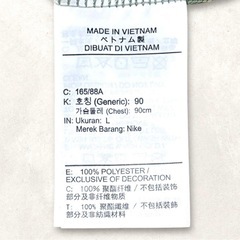 MADE IN VIETNAM
ベトナム製
DIBUAT DI VIETNAM
C: 165/88A
K: 호칭 (Generic): 90
가슴둘레 (Chest): 90cm
IN: Ukuran: L
Merek Barang: Nike
E: 100% POLYESTER/
EXCLUSIVE OF DECORATION
C: 100% 聚酯纤维 / 不包括装饰
部分及非纤维物质
T: 100% 聚酯纖維 / 不包括裝飾
部分及非紡織材料